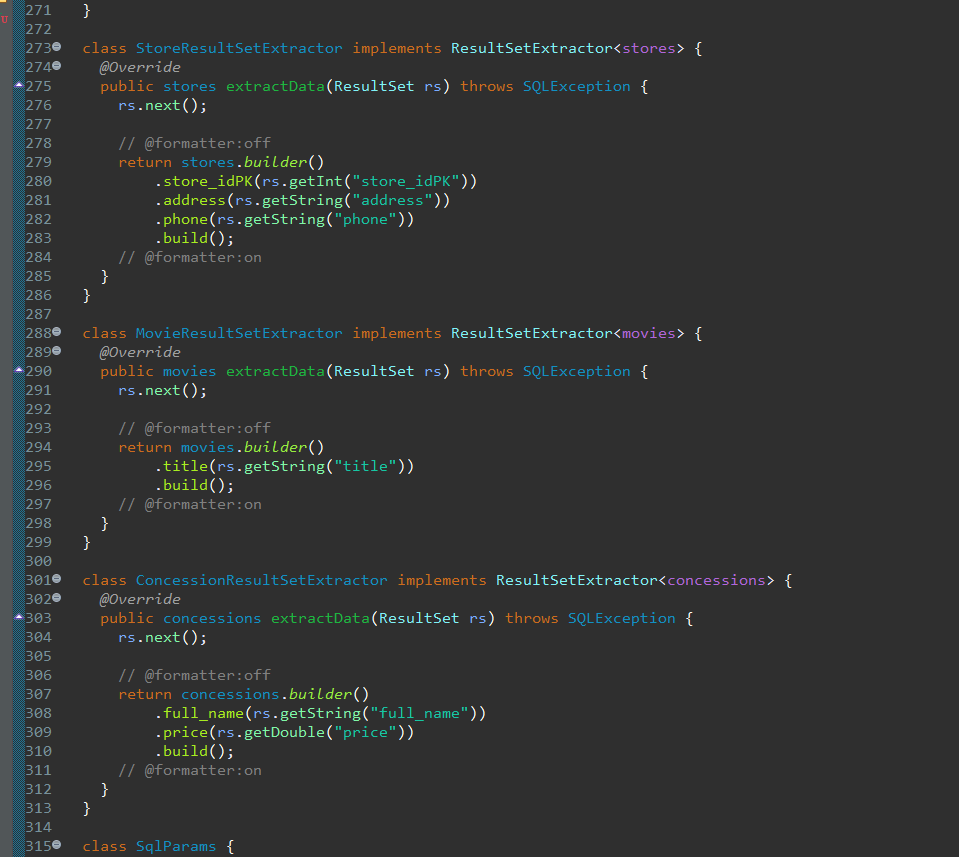 271 }
272
273 class StoreResultSetExtractor implements ResultSetExtractor<stores> {
274 @Override
275 public stores extractData(ResultSet rs) throws SQLException {
276 rs.next();
277
278 // @formatter:off
279 return stores.builder()
280 .store_idPK(rs.getInt("store_idPK"))
281 .address(rs.getString("address"))
282 .phone(rs.getString("phone"))
283 .build();
284 // @formatter:on
285 }
286 }
287
288 class MovieResultSetExtractor implements ResultSetExtractor<movies> {
289 @Override
290 public movies extractData(ResultSet rs) throws SQLException {
291 rs.next();
292
293 // @formatter:off
294 return movies.builder()
295 .title(rs.getString("title"))
296 .build();
297 // @formatter:on
298 }
299 }
300
301 class ConcessionResultSetExtractor implements ResultSetExtractor<concessions> {
302 @Override
303 public concessions extractData(ResultSet rs) throws SQLException {
304 rs.next();
305
306 // @formatter:off
307 return concessions.builder()
308 .full_name(rs.getString("full_name"))
309 .price(rs.getDouble("price"))
310 .build();
311 // @formatter:on
312 }
313 }
314
315 class SqlParams {